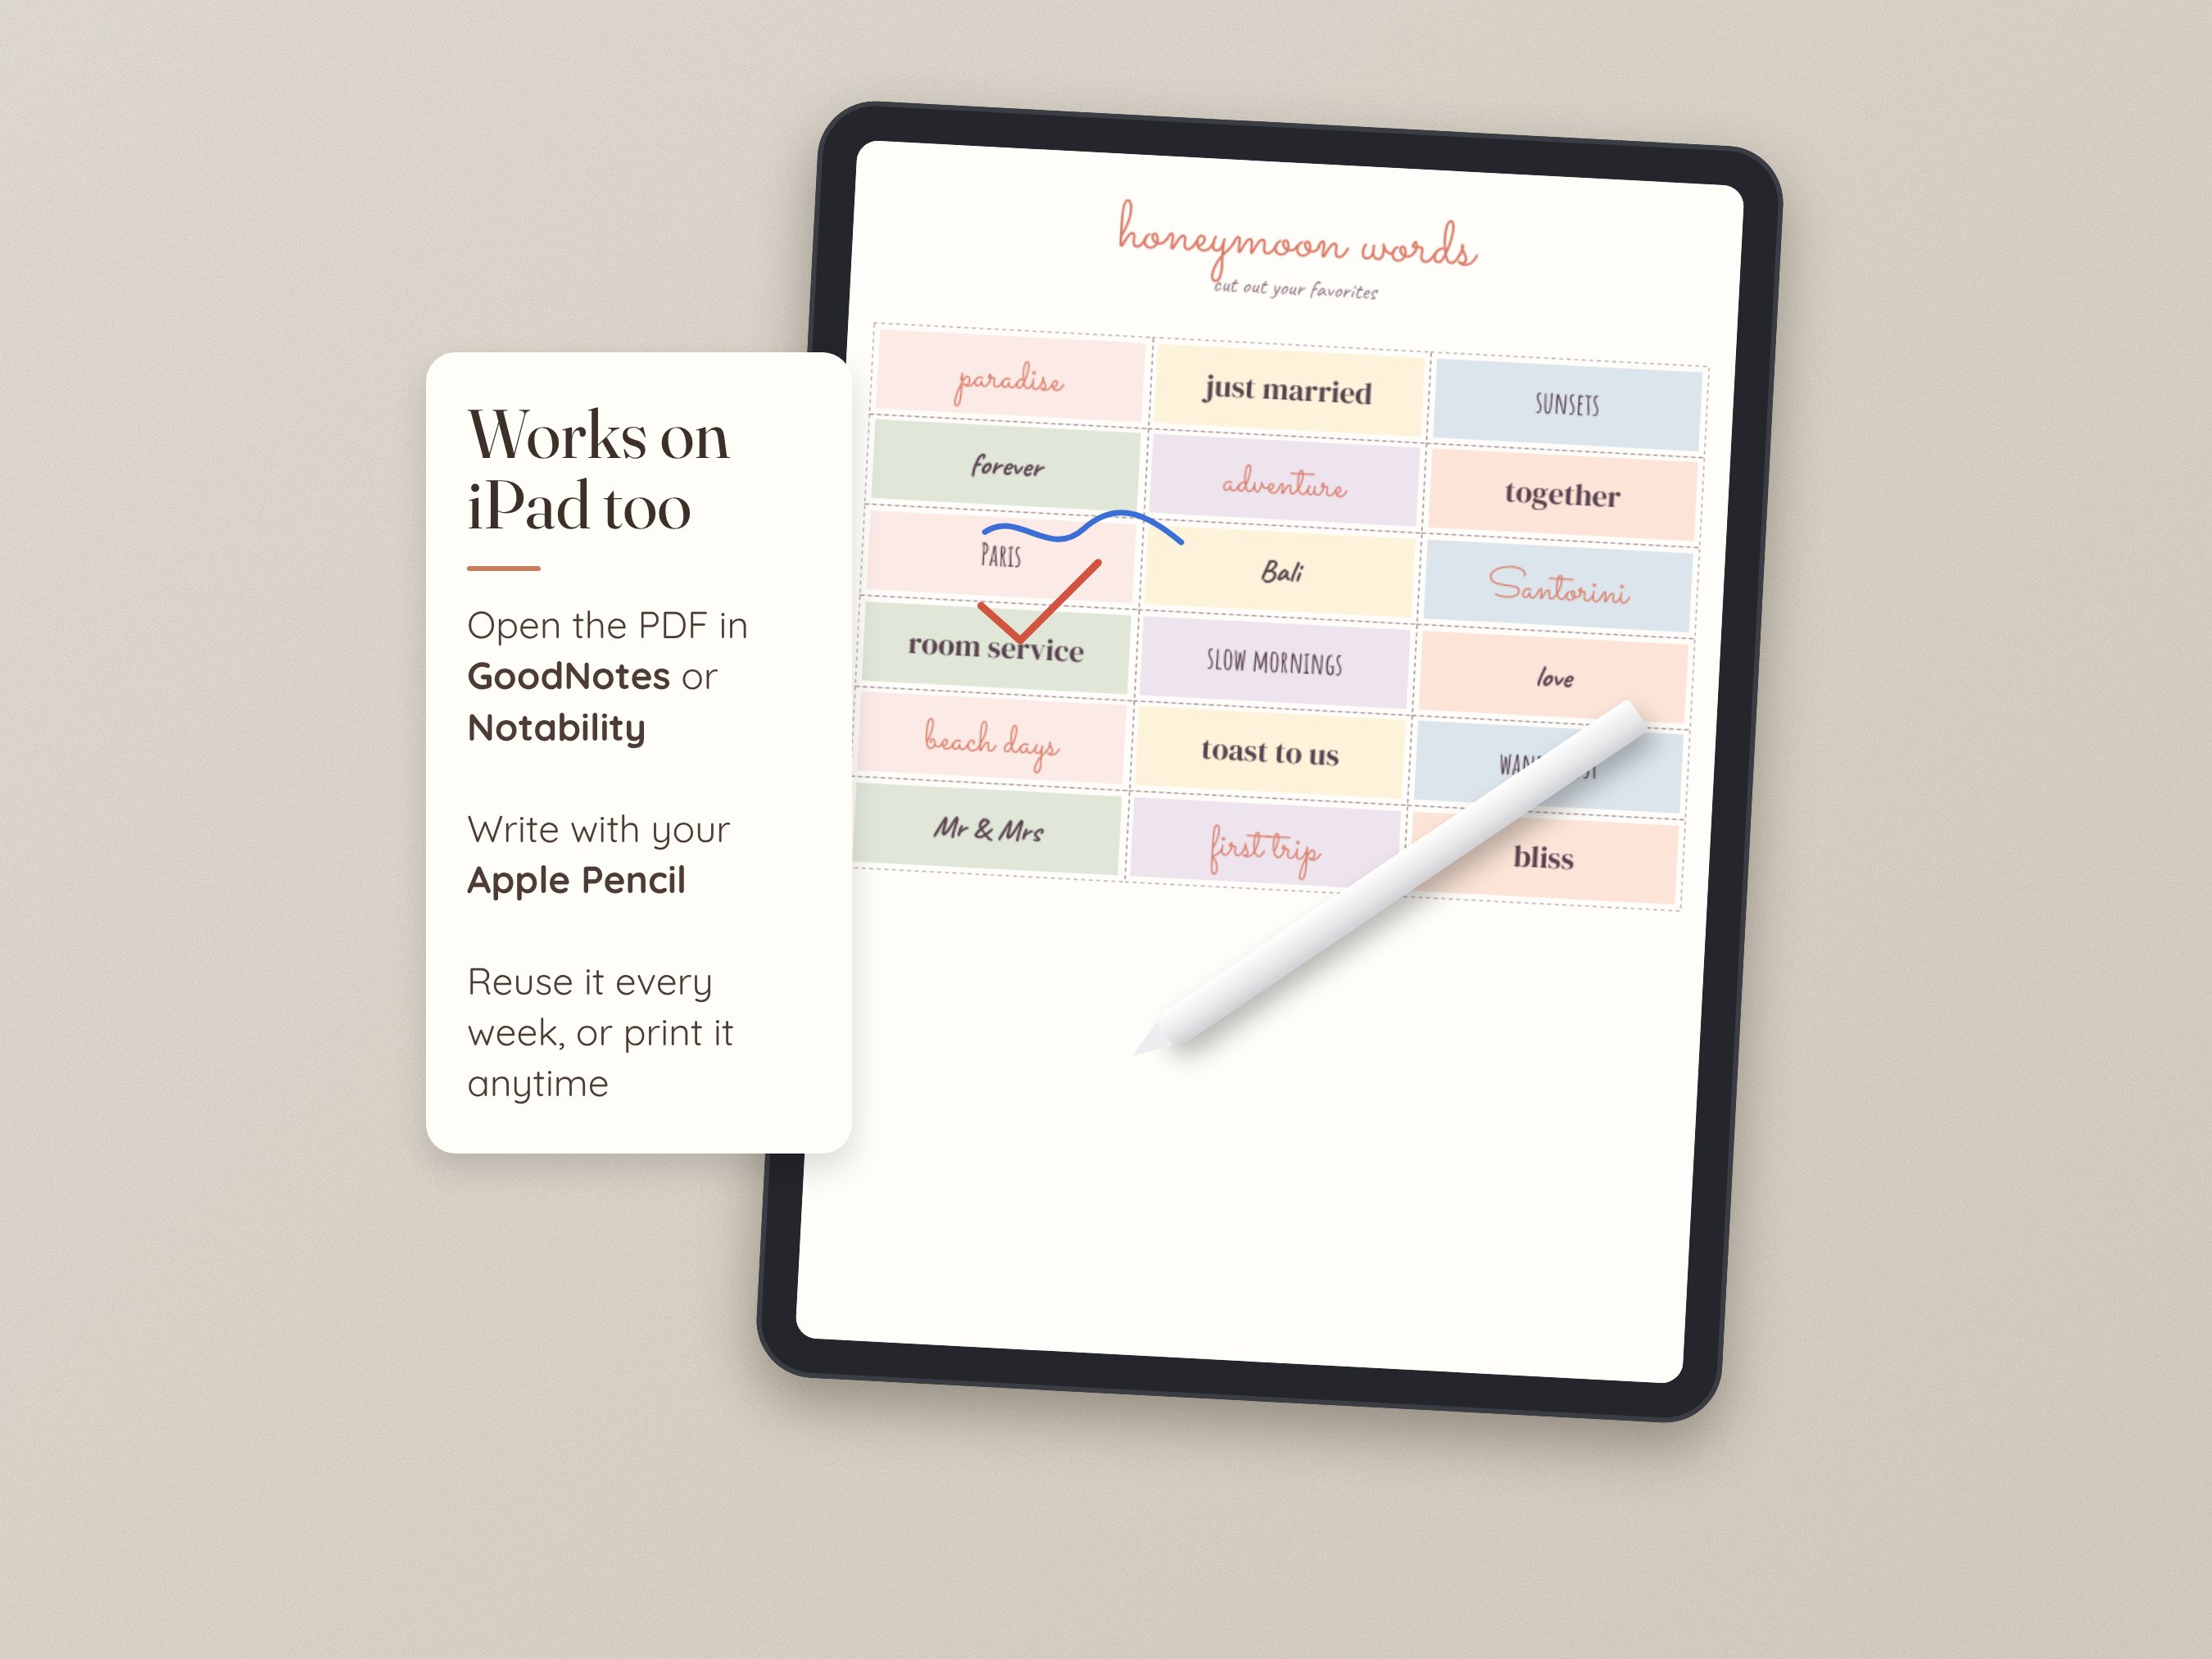 Works on
iPad too
Open the PDF in
GoodNotes or
Notability
Write with your
Apple Pencil
Reuse it every
week, or print it
anytime
honeymoon words
cut out your favorites
paradise
just married
SUNSETS
forever
adventure
together
PARIS
Bali
Santorini
room service
SLOW MORNINGS
love
beach days
toast to us
Mr & Mrs
first trip
bliss